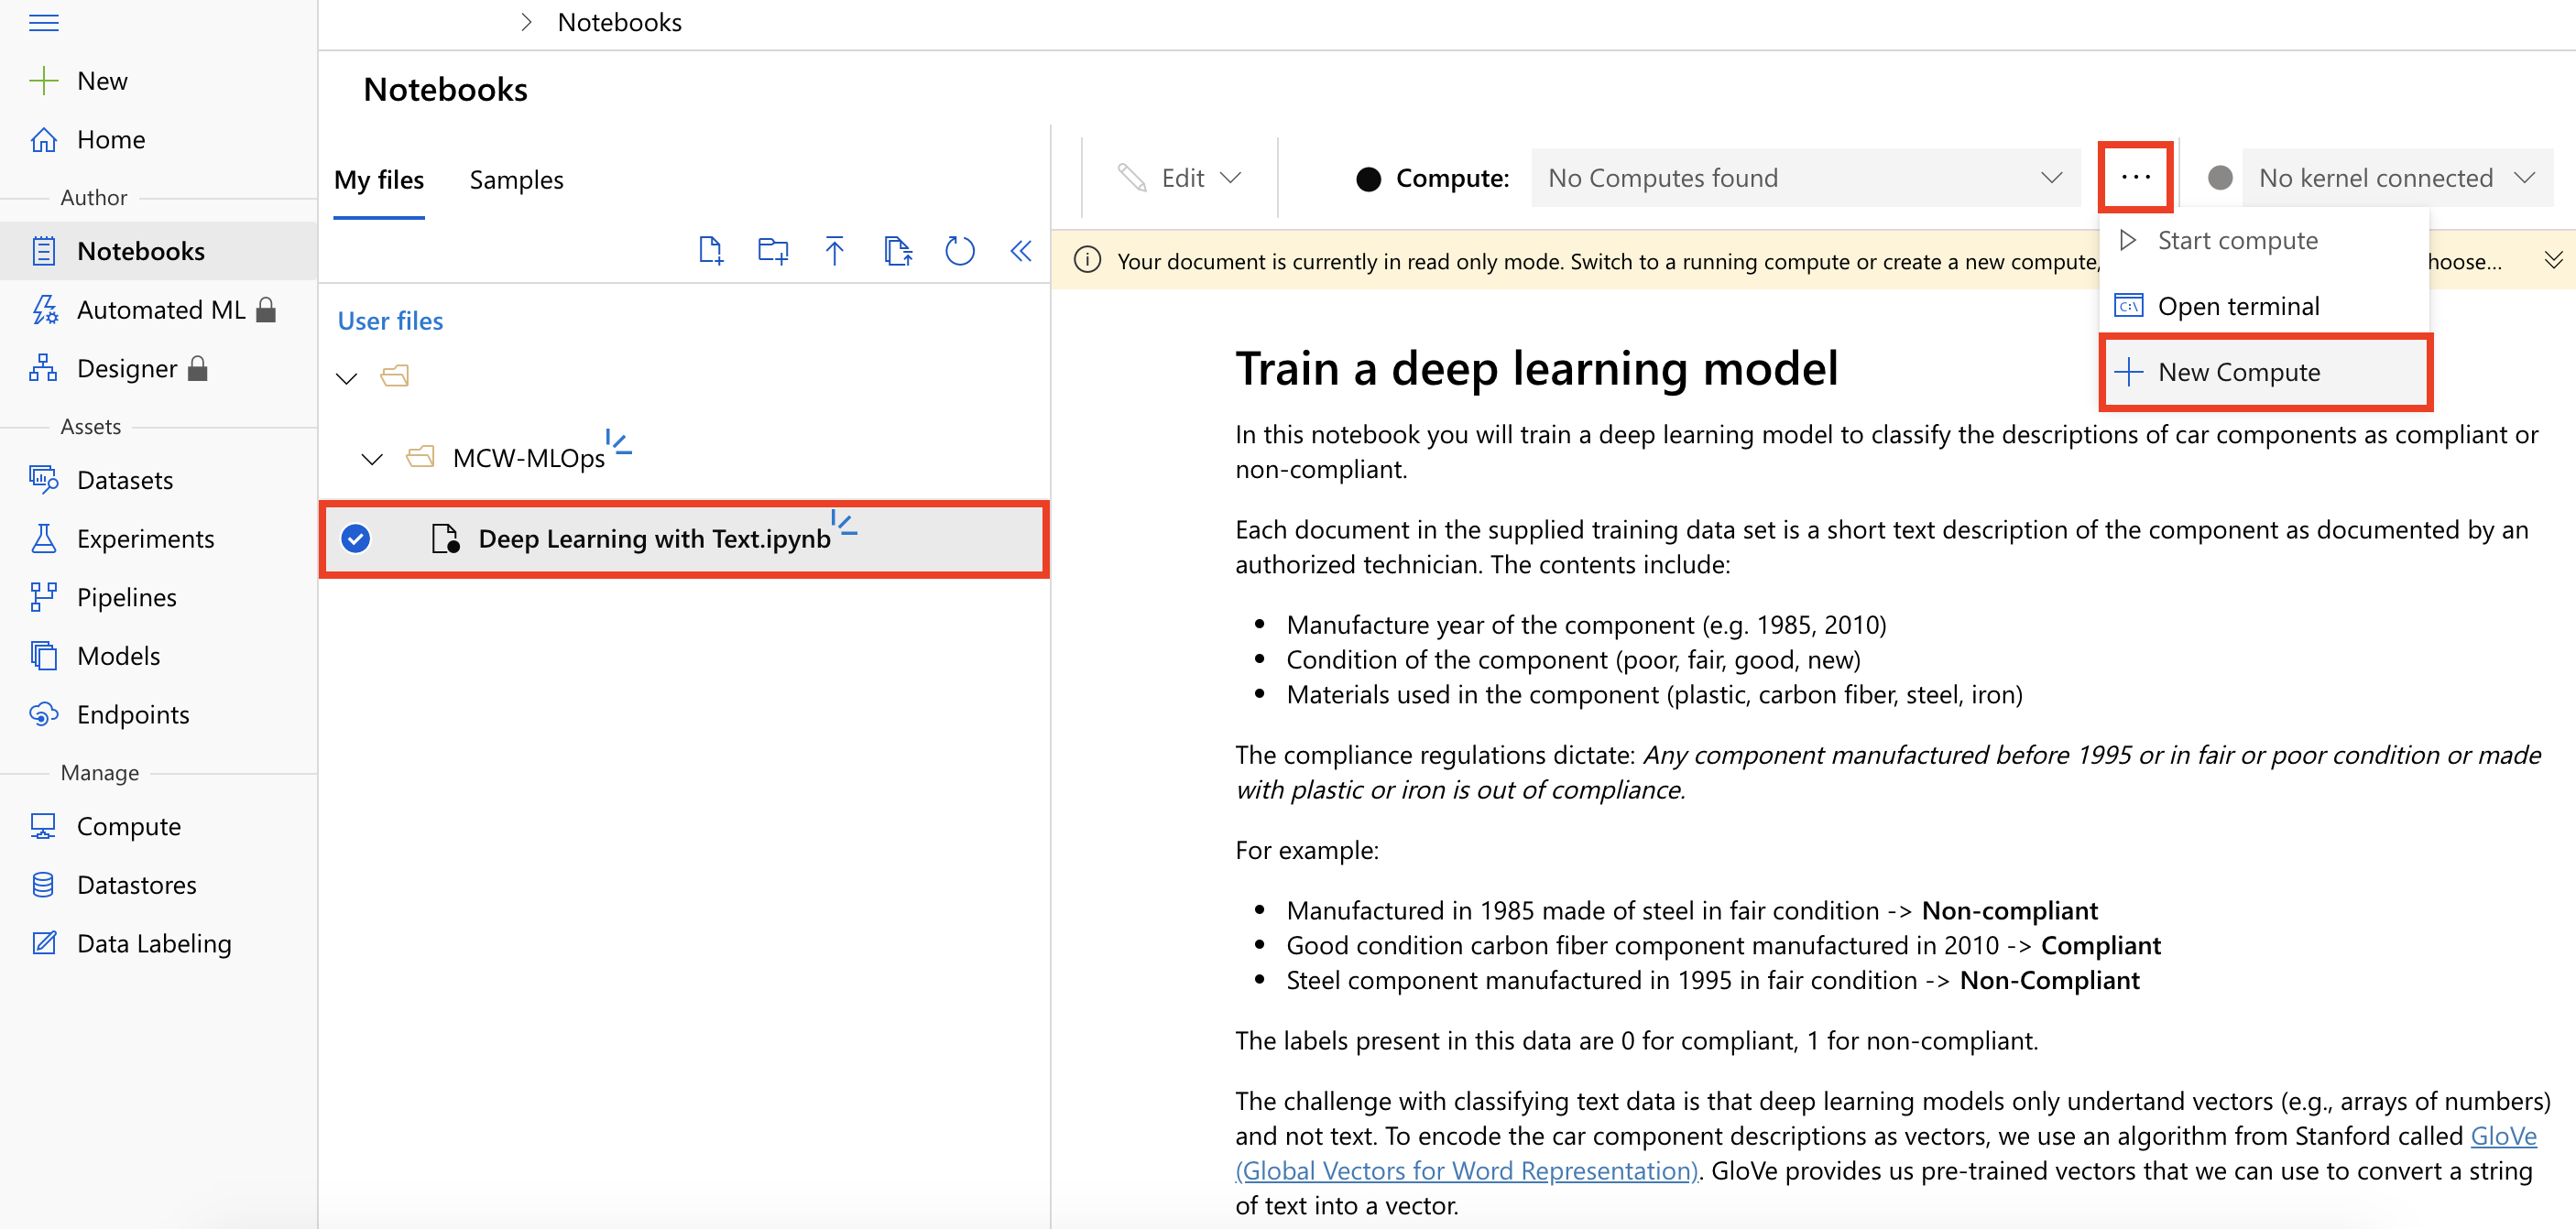 Notebooks
New
Home
Author
Notebooks
Automated ML
Designer
Assets
Datasets
Experiments
Pipelines
Models
Endpoints
Manage
Compute
Datastores
Data Labeling
Notebooks
My files
Samples
User files
MCW-MLOps
Deep Learning with Text.ipynb
Edit
Compute:
No Computes found
...
No kernel connected
Your document is currently in read only mode. Switch to a running compute or create a new compute,
hoose...
Start compute
C:\
Open terminal
New Compute
Train a deep learning model
In this notebook you will train a deep learning model to classify the descriptions of car components as compliant or
non-compliant.
Each document in the supplied training data set is a short text description of the component as documented by an
authorized technician. The contents include:
• Manufacture year of the component (e.g. 1985, 2010)
• Condition of the component (poor, fair, good, new)
• Materials used in the component (plastic, carbon fiber, steel, iron)
The compliance regulations dictate: Any component manufactured before 1995 or in fair or poor condition or made
with plastic or iron is out of compliance.
For example:
• Manufactured in 1985 made of steel in fair condition -> Non-compliant
• Good condition carbon fiber component manufactured in 2010 -> Compliant
• Steel component manufactured in 1995 in fair condition -> Non-Compliant
The labels present in this data are 0 for compliant, 1 for non-compliant.
The challenge with classifying text data is that deep learning models only undertand vectors (e.g., arrays of numbers)
and not text. To encode the car component descriptions as vectors, we use an algorithm from Stanford called GloVe
(Global Vectors for Word Representation). GloVe provides us pre-trained vectors that we can use to convert a string
of text into a vector.